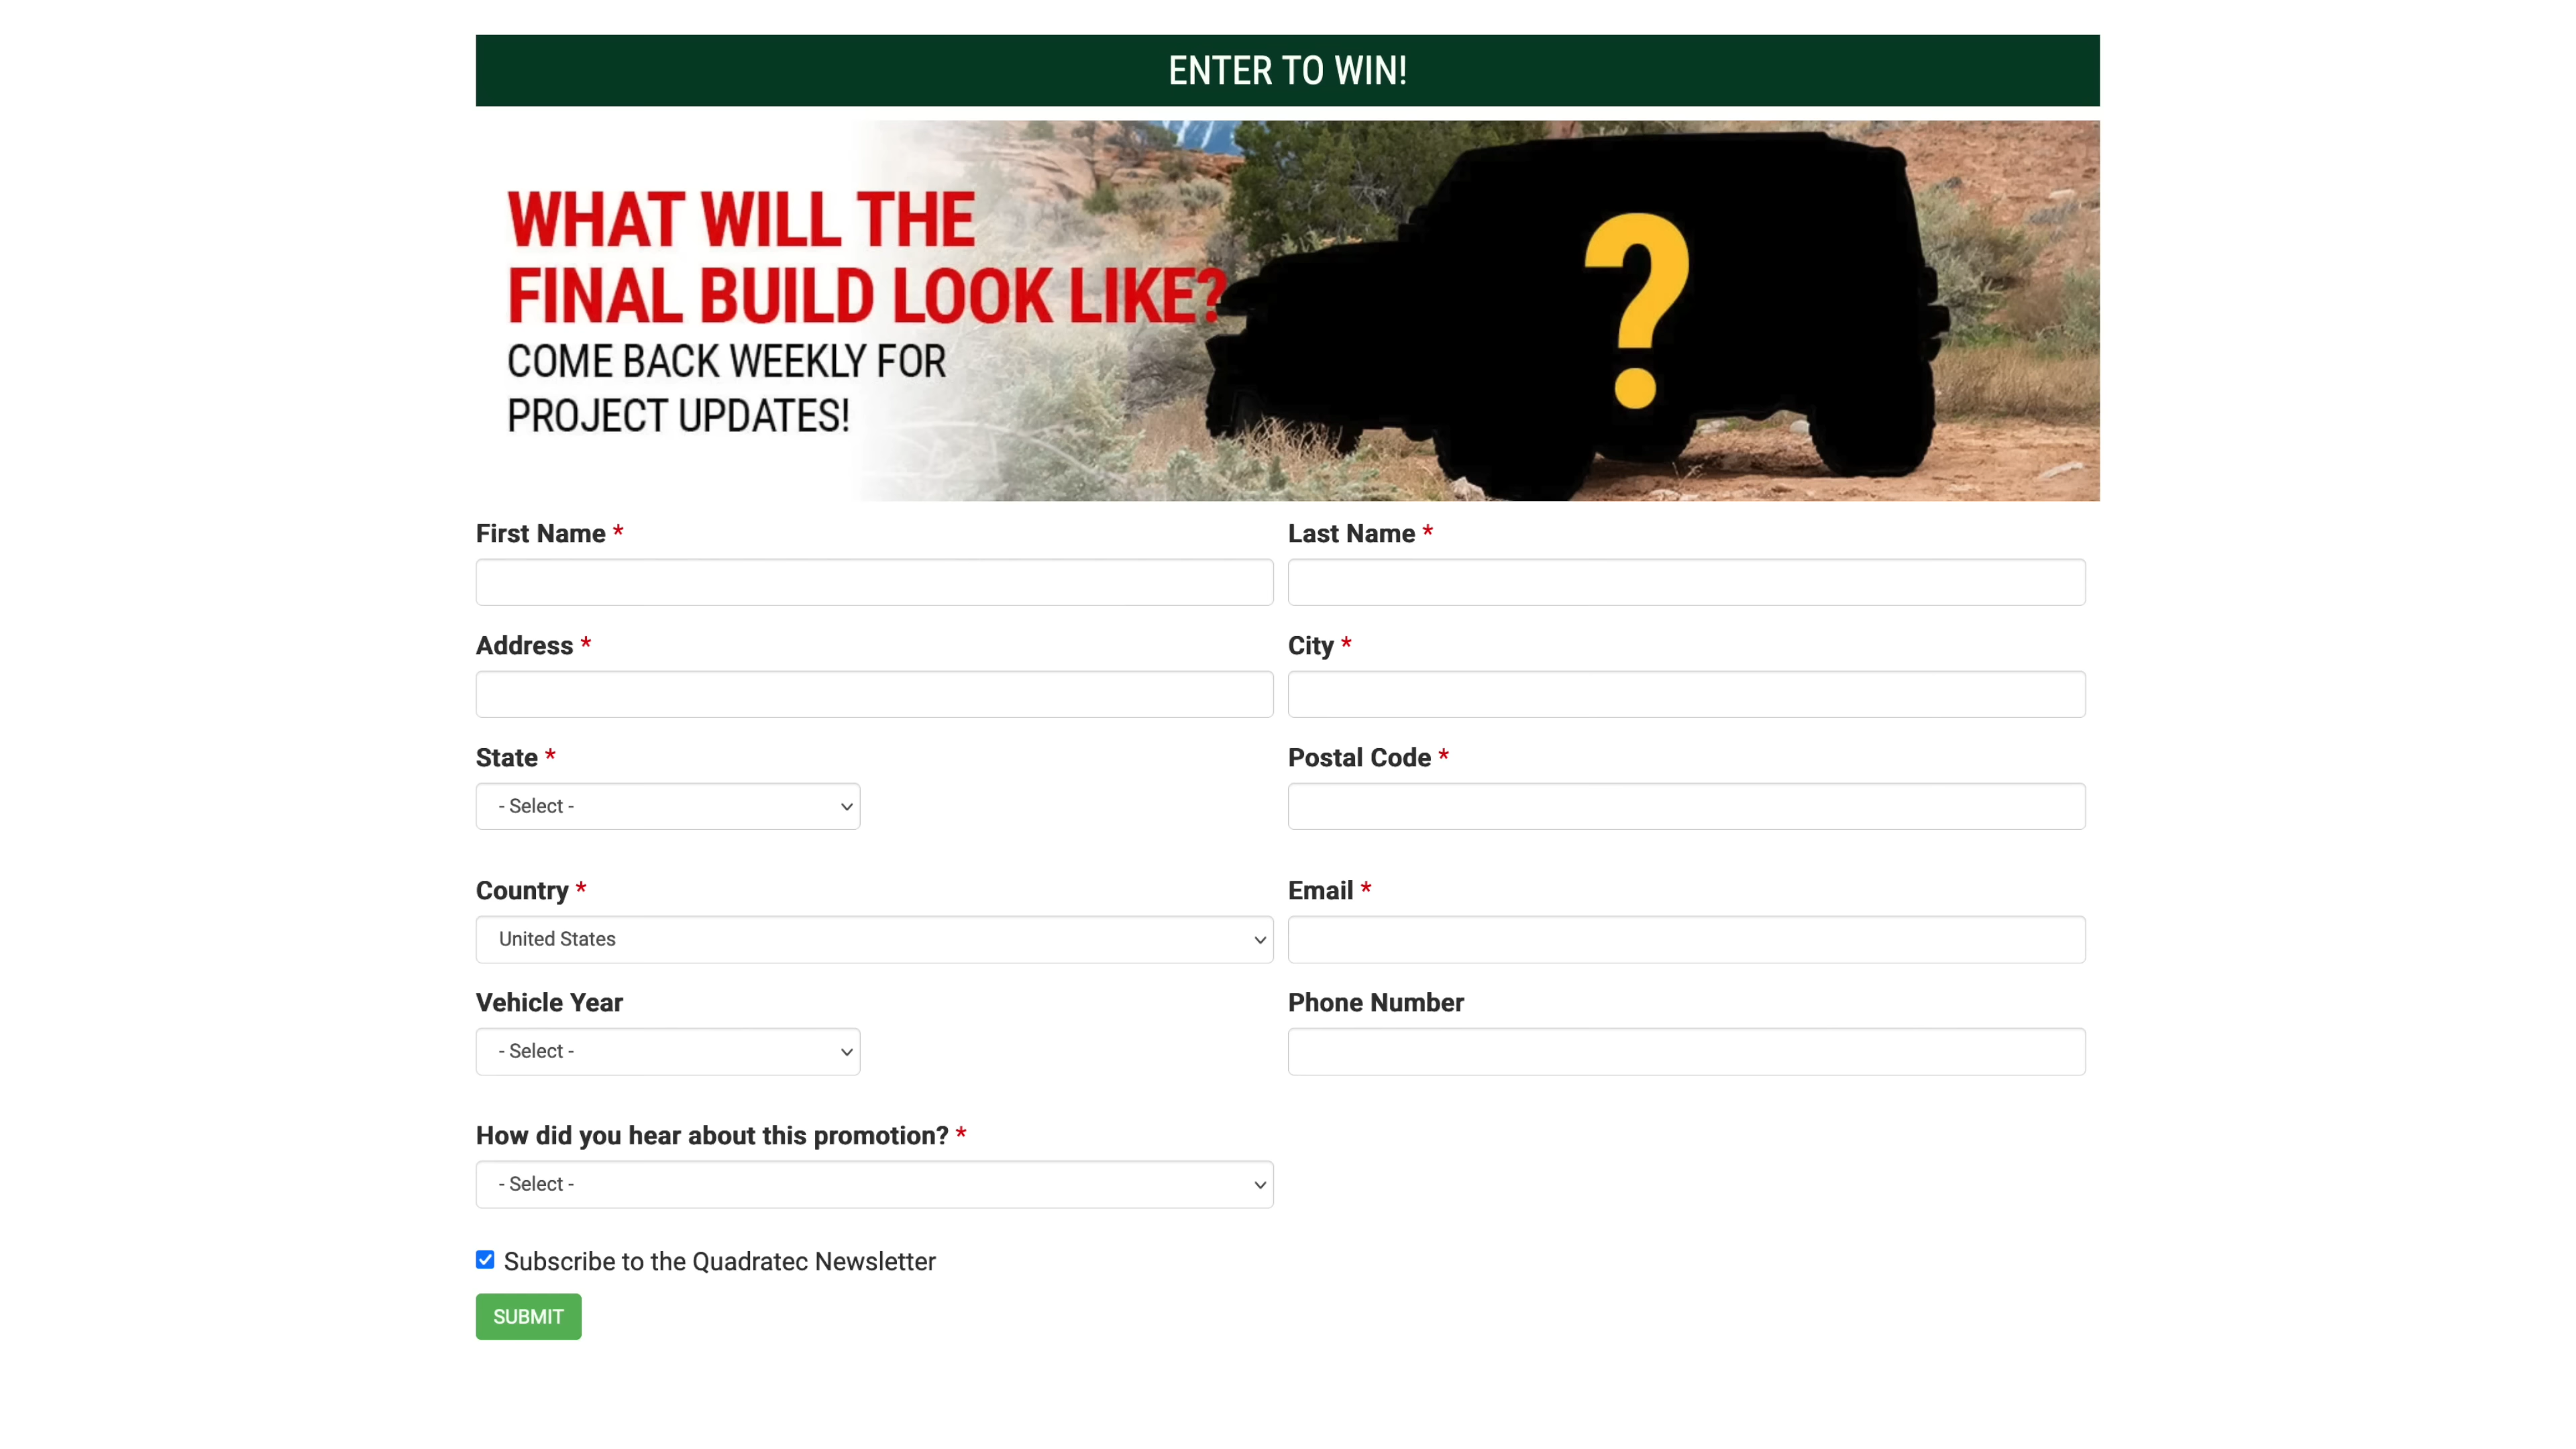 ENTER TO WIN!
WHAT WILL THE
FINAL BUILD LOOK LIKE?
COME BACK WEEKLY FOR
PROJECT UPDATES!
?
First Name *
Last Name *
Address *
City *
State *
Postal Code *
- Select -
Country *
Email *
United States
Vehicle Year
Phone Number
- Select -
How did you hear about this promotion? *
- Select -
Subscribe to the Quadratec Newsletter
SUBMIT